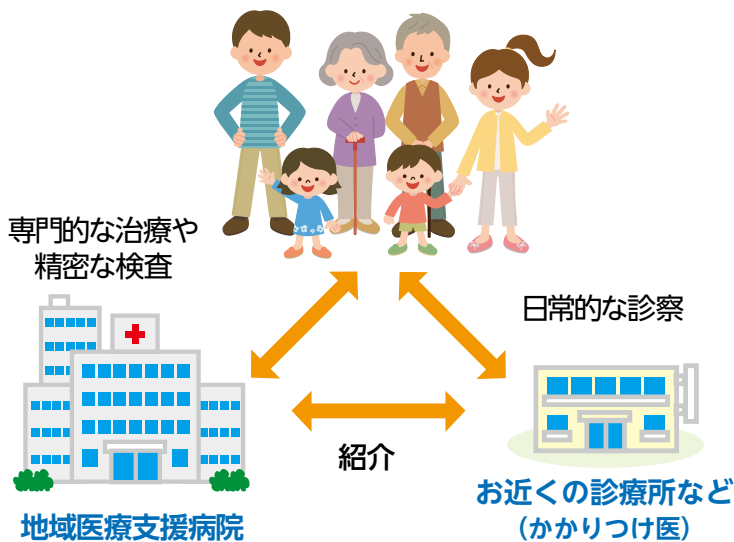 専門的な治療や
精密な検査
日常的な診察
紹介
お近くの診療所など
（かかりつけ医）
地域医療支援病院